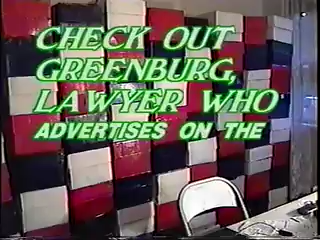 CHECK OUT
GREENBURG,
LAWYER WHO
ADVERTISES ON THE